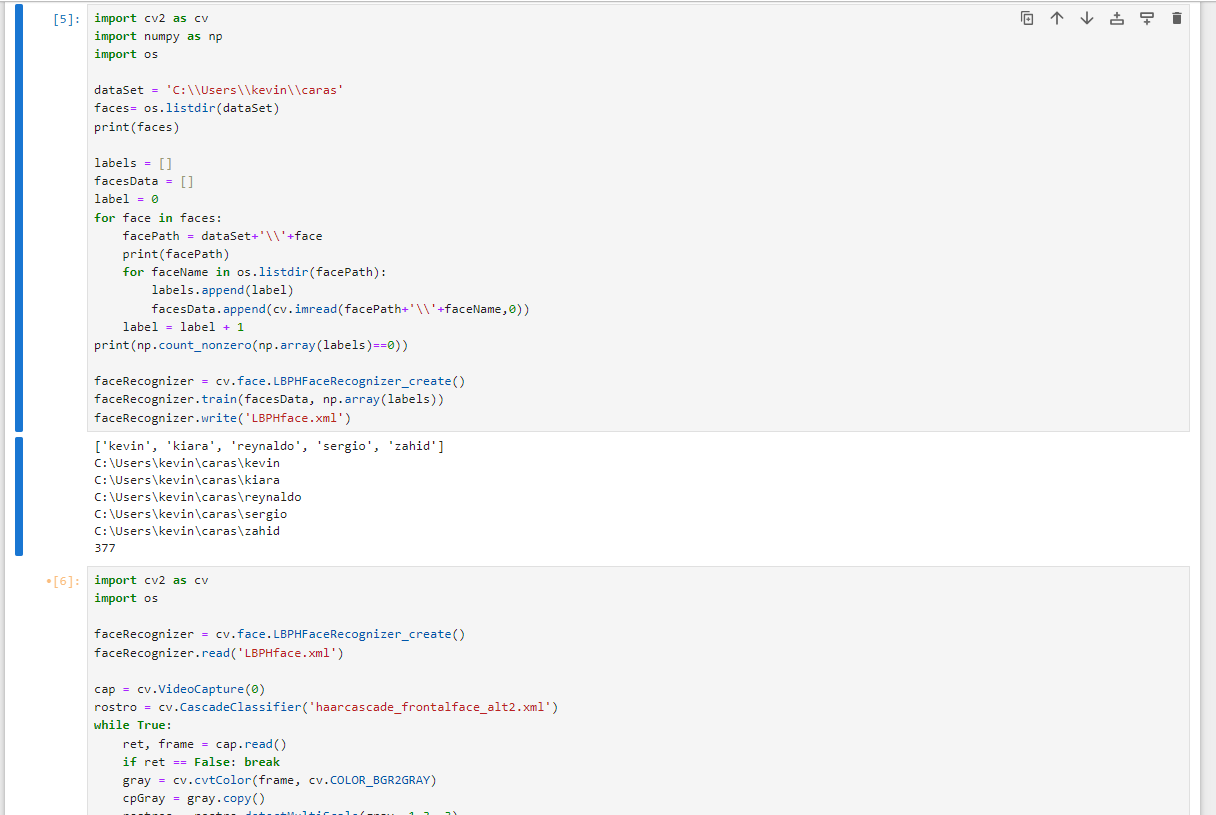 [5]:
import cv2 as cv
import numpy as np
import os
dataSet = 'C:\\Users\\kevin\\caras'
faces= os.listdir(dataSet)
print(faces)
labels = []
facesData = []
label = 0
for face in faces:
    facePath = dataSet+'\\'+face
    print(facePath)
    for faceName in os.listdir(facePath):
        labels.append(label)
        facesData.append(cv.imread(facePath+'\\'+faceName,0))
    label = label + 1
print(np.count_nonzero(np.array(labels)==0))
faceRecognizer = cv.face.LBPHFaceRecognizer_create()
faceRecognizer.train(facesData, np.array(labels))
faceRecognizer.write('LBPHface.xml')
['kevin', 'kiara', 'reynaldo', 'sergio', 'zahid']
C:\Users\kevin\caras\kevin
C:\Users\kevin\caras\kiara
C:\Users\kevin\caras\reynaldo
C:\Users\kevin\caras\sergio
C:\Users\kevin\caras\zahid
377
•[6]:
import cv2 as cv
import os
faceRecognizer = cv.face.LBPHFaceRecognizer_create()
faceRecognizer.read('LBPHface.xml')
cap = cv.VideoCapture(0)
rostro = cv.CascadeClassifier('haarcascade_frontalface_alt2.xml')
while True:
    ret, frame = cap.read()
    if ret == False: break
    gray = cv.cvtColor(frame, cv.COLOR_BGR2GRAY)
    cpGray = gray.copy()